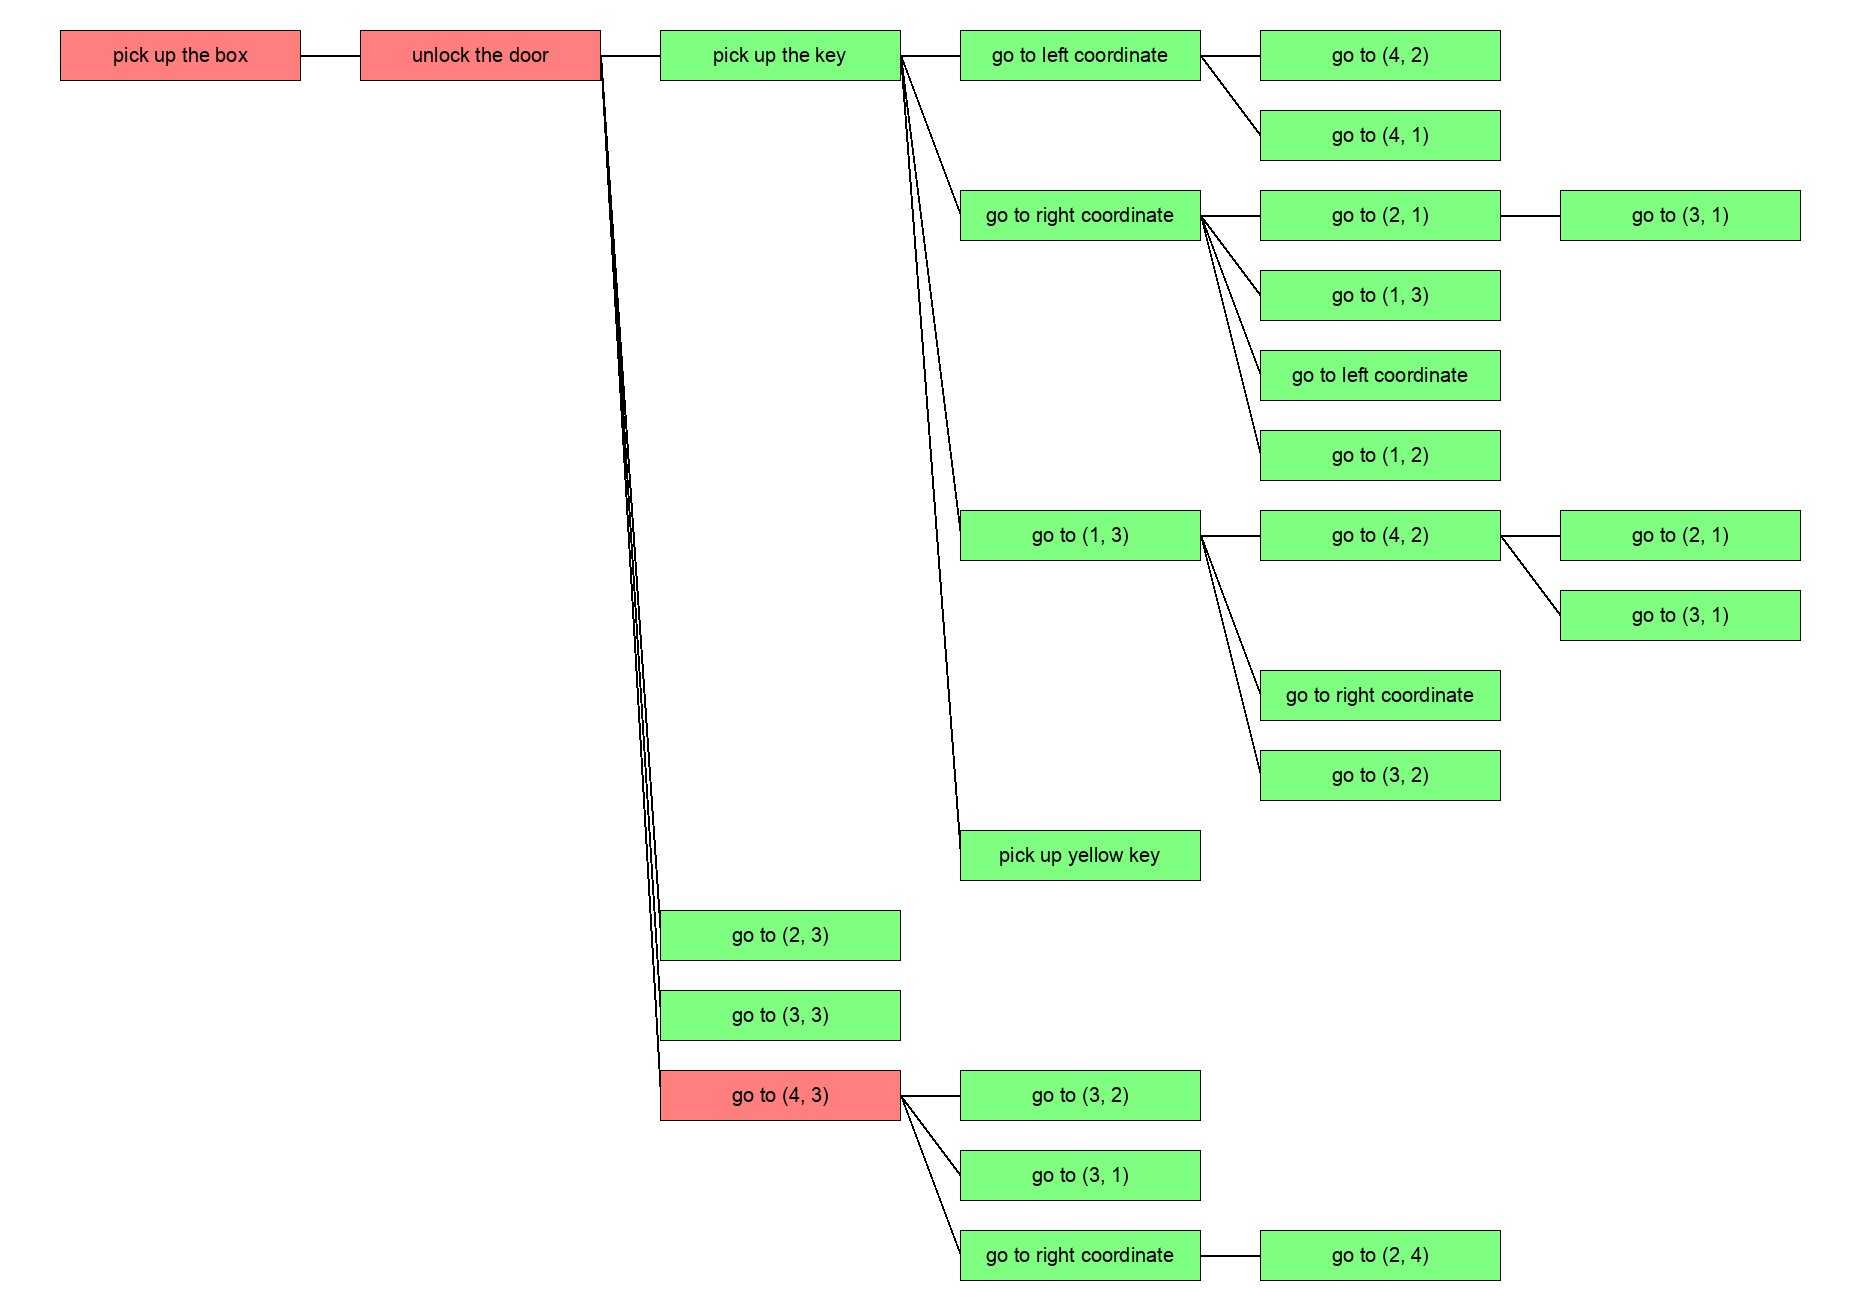 pick up the box
unlock the door
pick up the key
go to left coordinate
go to (4, 2)
go to (4, 1)
go to right coordinate
go to (2, 1)
go to (3, 1)
go to (1, 3)
go to left coordinate
go to (1, 2)
go to (1, 3)
go to (4, 2)
go to (2, 1)
go to (3, 1)
go to right coordinate
go to (3, 2)
pick up yellow key
go to (2, 3)
go to (3, 3)
go to (4, 3)
go to (3, 2)
go to (3, 1)
go to right coordinate
go to (2, 4)